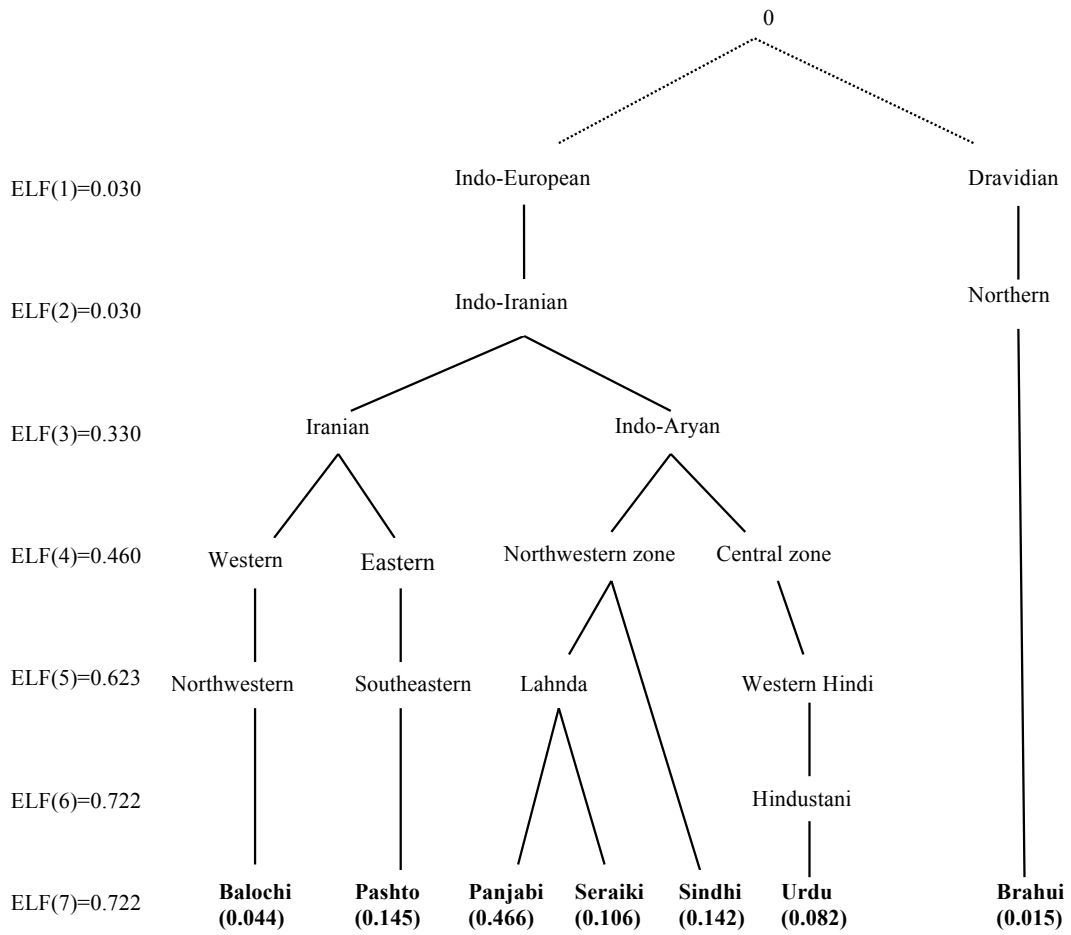 0
ELF(1)=0.030 Indo-European Dravidian
ELF(2)=0.030 Indo-Iranian Northern
ELF(3)=0.330 Iranian Indo-Aryan
ELF(4)=0.460 Western Eastern Northwestern zone Central zone
ELF(5)=0.623 Northwestern Southeastern Lahnda Western Hindi
ELF(6)=0.722 Hindustani
ELF(7)=0.722 Balochi Pashto Panjabi Seraiki Sindhi Urdu Brahui
(0.044) (0.145) (0.466) (0.106) (0.142) (0.082) (0.015)